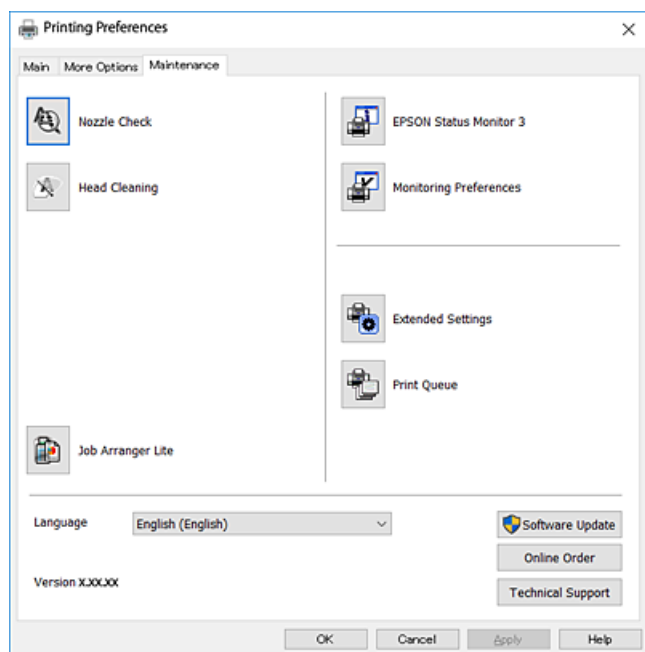 Printing Preferences
Main More Options Maintenance
Nozzle Check
Head Cleaning
Job Arranger Lite
EPSON Status Monitor 3
Monitoring Preferences
Extended Settings
Print Queue
Language English (English)
Version X.XX.XX
Software Update
Online Order
Technical Support
OK Cancel Apply Help